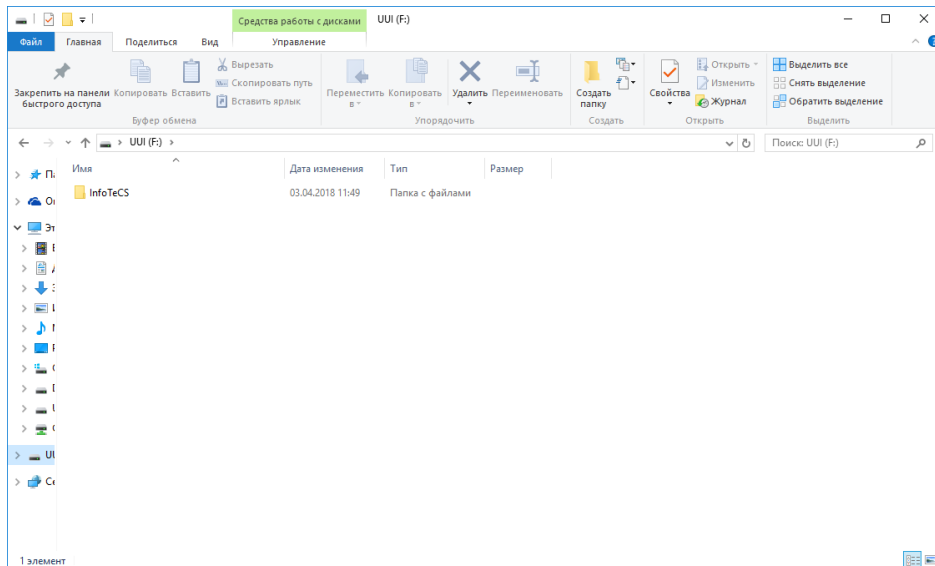 Средства работы с дисками
UUI (F:)
Файл
Главная
Поделиться
Вид
Управление
Закрепить на панели быстрого доступа
Копировать
Вставить
Вырезать
Скопировать путь
Вставить ярлык
Буфер обмена
Переместить в
Копировать в
Удалить
Переименовать
Упорядочить
Создать папку
Создать
Свойства
Открыть
Изменить
Журнал
Открыть
Выделить все
Снять выделение
Обратить выделение
Выделить
UUI (F:)
Поиск: UUI (F:)
Имя
Дата изменения
Тип
Размер
InfoTeCS
03.04.2018 11:49
Папка с файлами
1 элемент